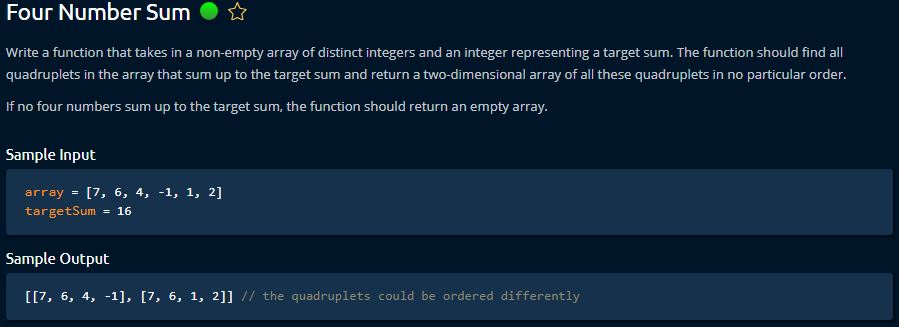 Four Number Sum
Write a function that takes in a non-empty array of distinct integers and an integer representing a target sum. The function should find all
quadruplets in the array that sum up to the target sum and return a two-dimensional array of all these quadruplets in no particular order.
If no four numbers sum up to the target sum, the function should return an empty array.
Sample Input
array = [7, 6, 4, -1, 1, 2]
targetSum = 16
Sample Output
[[7, 6, 4, -1], [7, 6, 1, 2]] // the quadruplets could be ordered differently